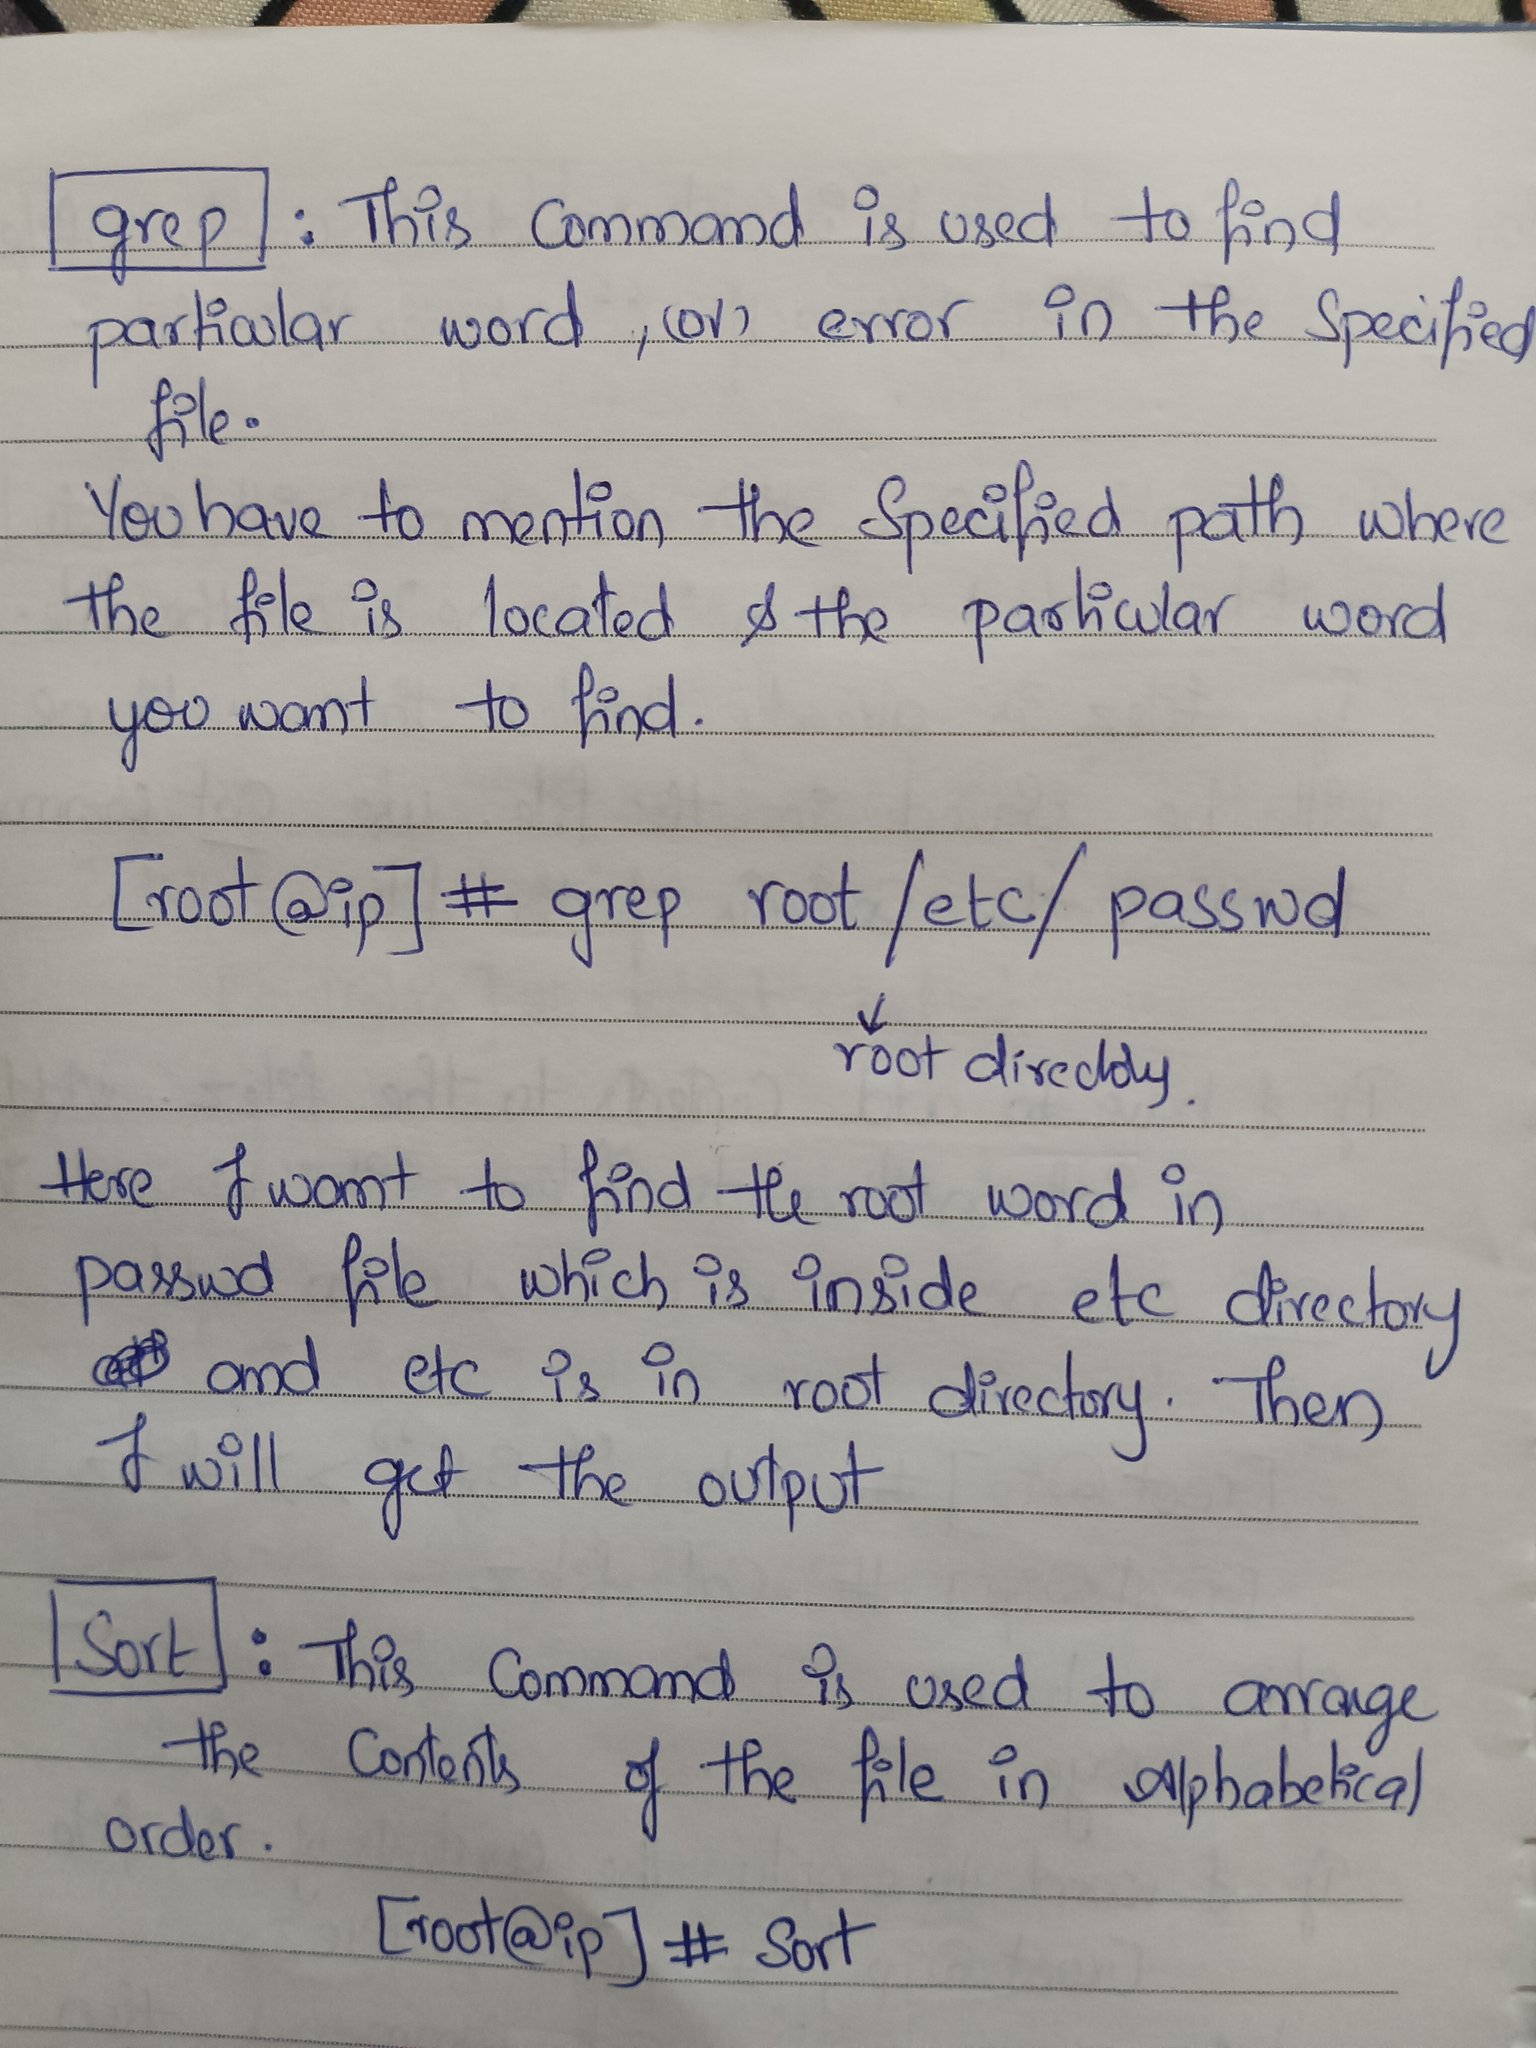 grep : This Command is used to find
particular word, (or) error in the Specified
file.
You have to mention the Specified path where
the file is located & the particular word
you want to find.
[root@ip] # grep root /etc/ passwd
root directory.
Here I want to find the root word in
passwd file which is inside etc directory
and etc is in root directory. Then
I will get the output
Sort : This Command is used to arrange
the Contents of the file in Alphabetical
order.
[root@ip] # Sort